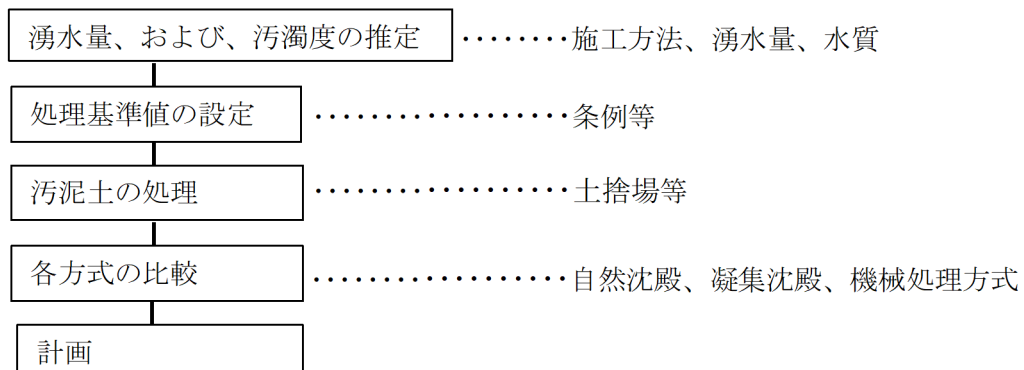 湧水量、および、汚濁度の推定 ‥‥‥‥施工方法、湧水量、水質
処理基準値の設定 ‥‥‥‥‥‥‥‥‥条例等
汚泥土の処理 ‥‥‥‥‥‥‥‥‥土捨場等
各方式の比較 ‥‥‥‥‥‥‥‥‥自然沈殿、凝集沈殿、機械処理方式
計画